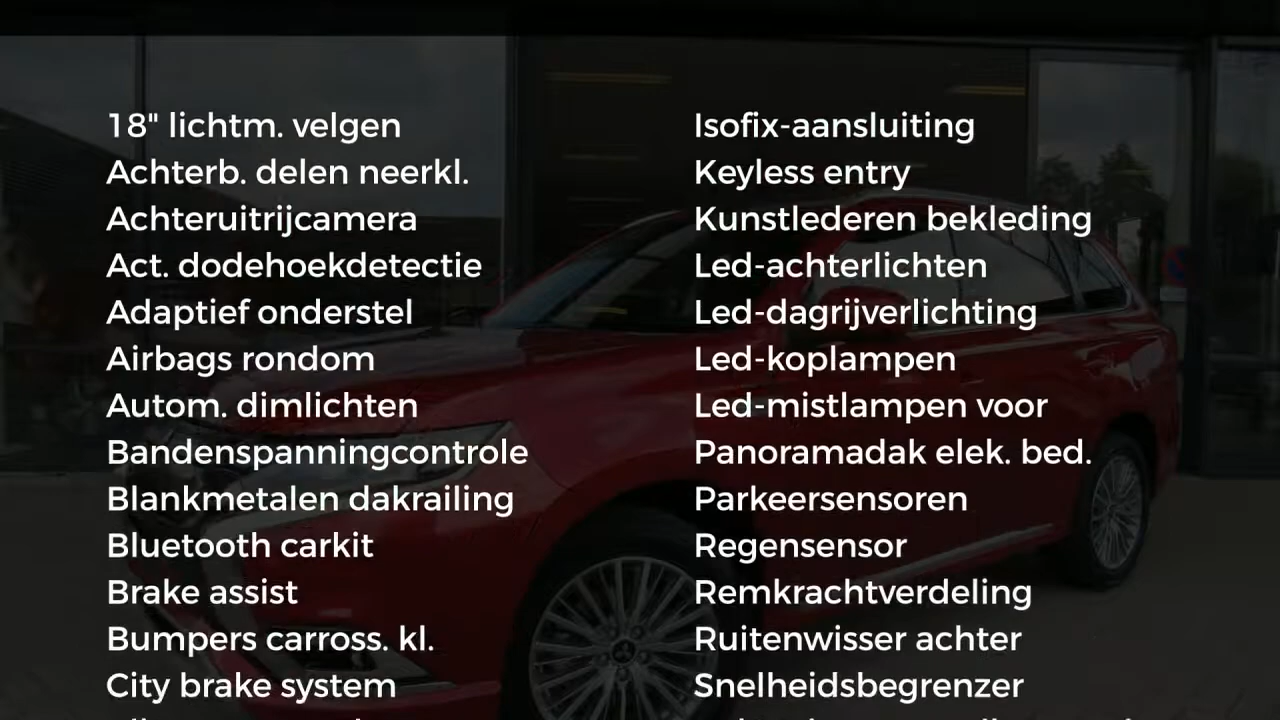 18" lichtm. velgen
Achterb. delen neerkl.
Achteruitrijcamera
Act. dodehoekdetectie
Adaptief onderstel
Airbags rondom
Autom. dimlichten
Bandenspanningcontrole
Blankmetalen dakrailing
Bluetooth carkit
Brake assist
Bumpers carross. kl.
City brake system
Isofix-aansluiting
Keyless entry
Kunstlederen bekleding
Led-achterlichten
Led-dagrijverlichting
Led-koplampen
Led-mistlampen voor
Panoramadak elek. bed.
Parkeersensoren
Regensensor
Remkrachtverdeling
Ruitenwisser achter
Snelheidsbegrenzer